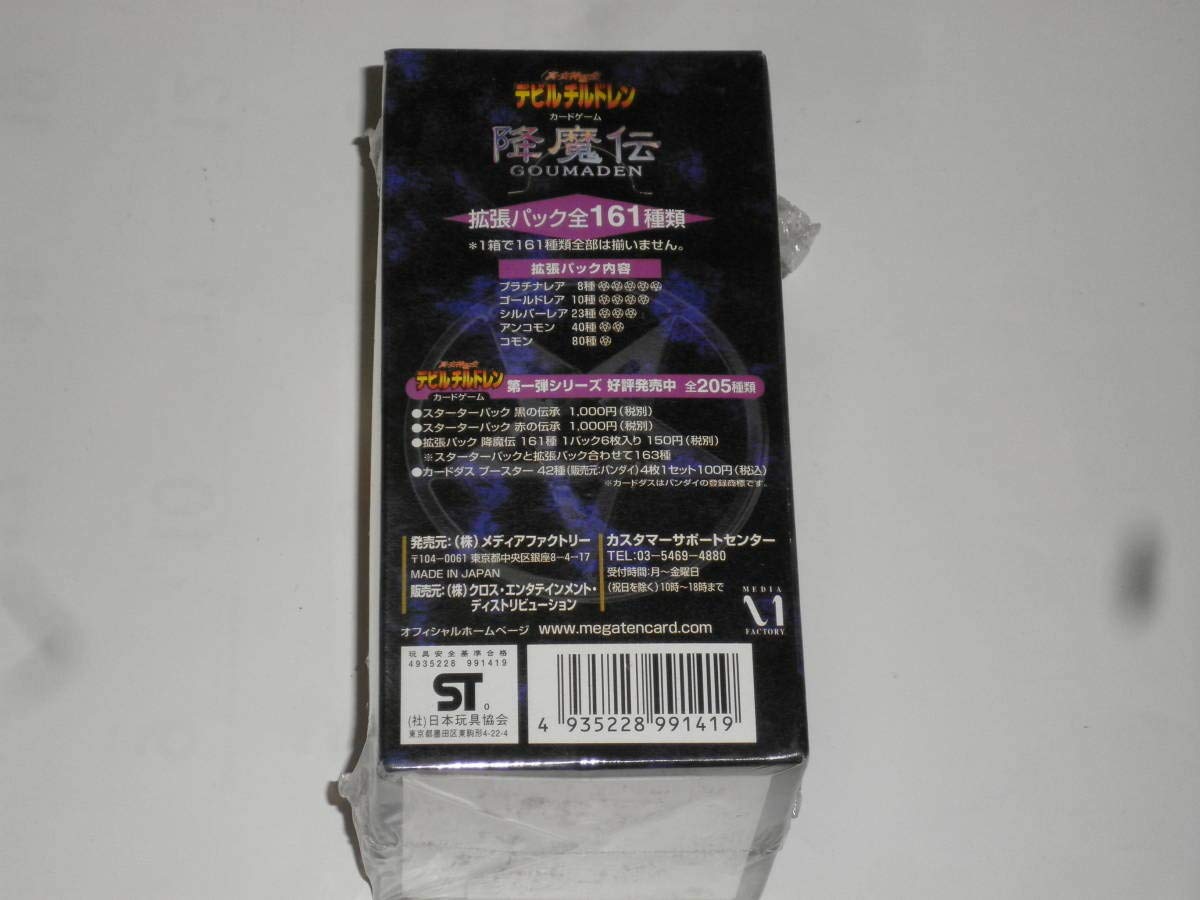 真・女神転生
デビルチルドレン
カードゲーム
降魔伝
GOUMADEN
拡張パック全161種類
*1箱で161種類全部は揃いません。
拡張パック内容
プラチナレア 8種
ゴールドレア 10種
シルバーレア 23種
アンコモン 40種
コモン 80種
真・女神転生
デビルチルドレン
カードゲーム
第一弾シリーズ 好評発売中 全205種類
●スターターパック 黒の伝承 1,000円(税別)
●スターターパック 赤の伝承 1,000円(税別)
●拡張パック 降魔伝 161種 1パック6枚入り 150円(税別)
※スターターパックと拡張パック合わせて163種
●カードダス ブースター 42種(販売元:バンダイ)4枚1セット100円(税込)
※カードダスはバンダイの登録商標です。
発売元:(株)メディアファクトリー
〒104-0061 東京都中央区銀座8-4-17
MADE IN JAPAN
販売元:(株)クロス・エンタテインメント・
ディストリビューション
カスタマーサポートセンター
TEL:03-5469-4880
受付時間:月〜金曜日
(祝日を除く)10時〜18時まで
MEDIA
FACTORY
オフィシャルホームページ www.megatencard.com
玩具安全基準合格
4935228 991419
ST
0
(社)日本玩具協会
東京都墨田区東駒形4-22-4
4 935228 991419